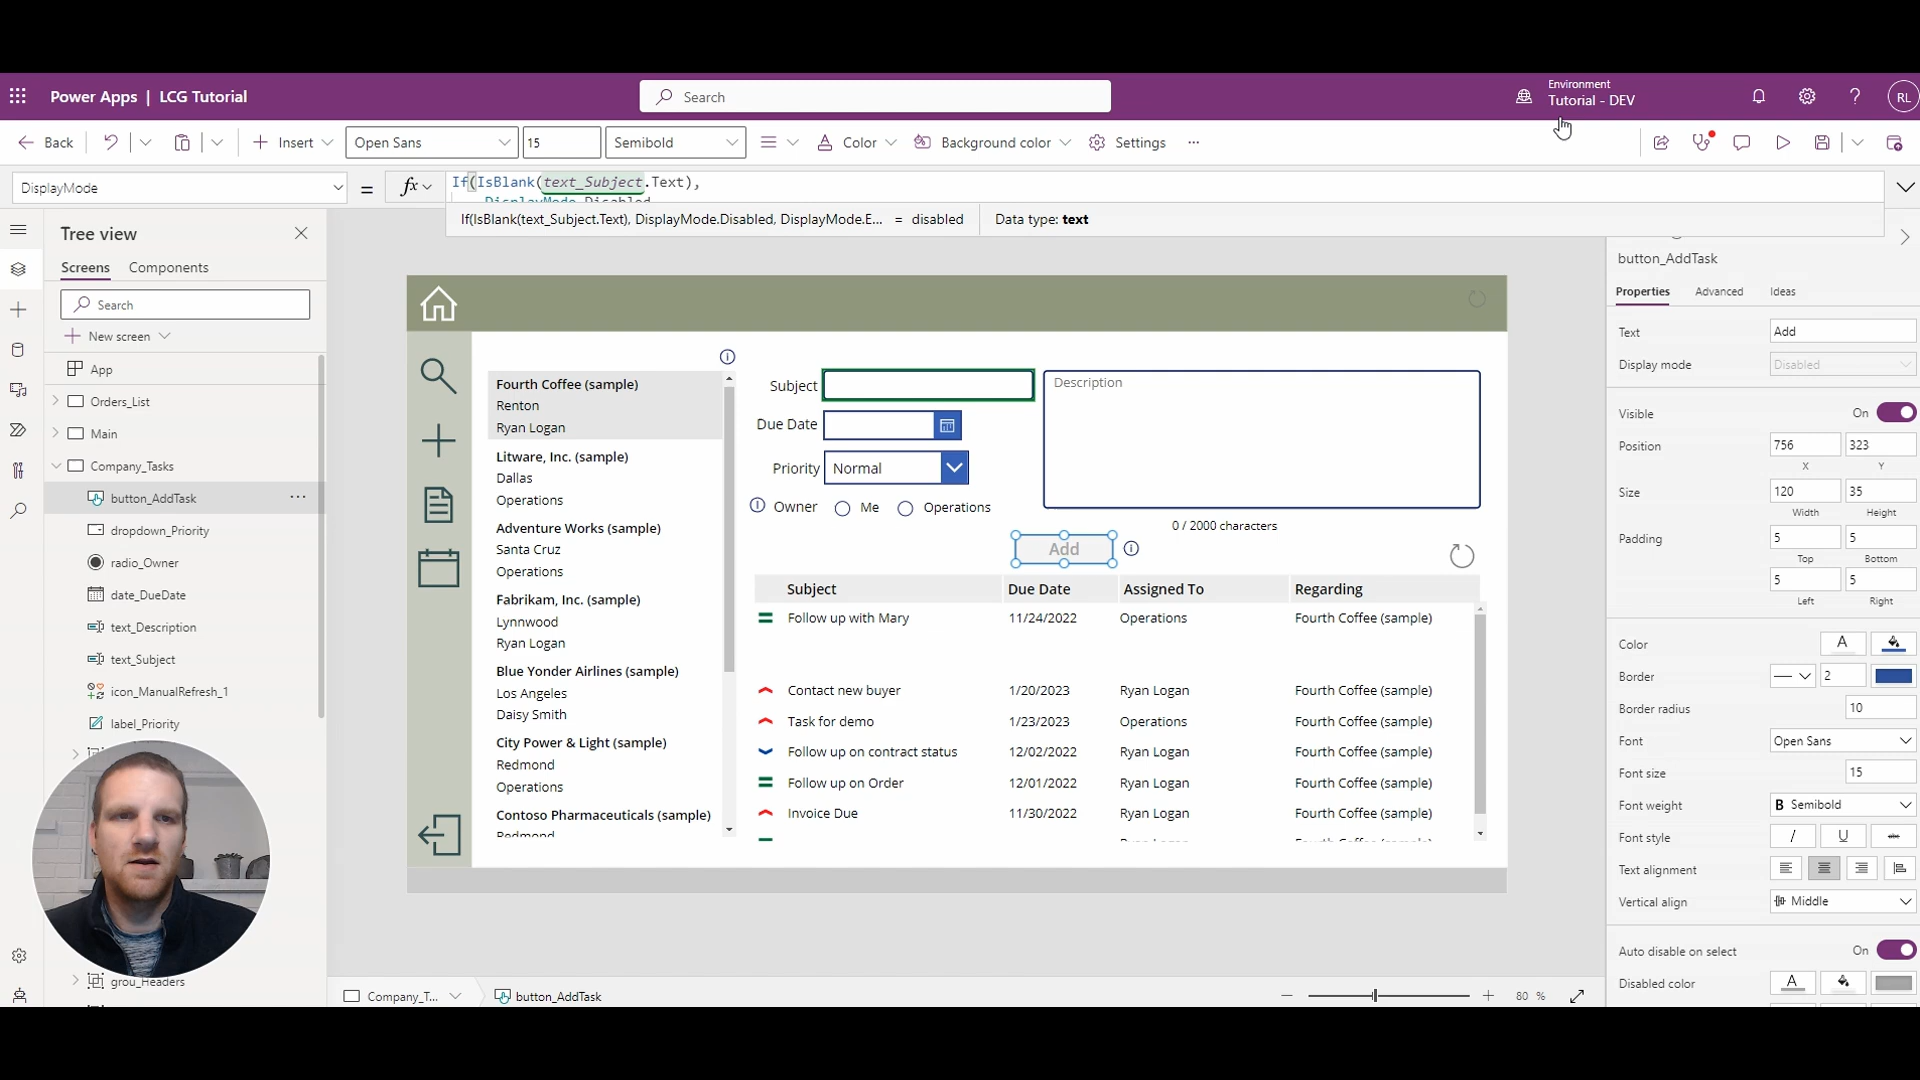 Power Apps | LCG Tutorial
Search
Environment
Tutorial - DEV
RL
Back
Insert
Open Sans
15
Semibold
Color
Background color
Settings
DisplayMode
=
fx
If(IsBlank(text_Subject.Text),
DisplayMode.Disabled
If(IsBlank(text_Subject.Text), DisplayMode.Disabled, DisplayMode.E... = disabled
Data type: text
Tree view
Screens
Components
Search
New screen
App
Orders_List
Main
Company_Tasks
button_AddTask
dropdown_Priority
radio_Owner
date_DueDate
text_Description
text_Subject
icon_ManualRefresh_1
label_Priority
grou_Headers
Fourth Coffee (sample)
Renton
Ryan Logan
Litware, Inc. (sample)
Dallas
Operations
Adventure Works (sample)
Santa Cruz
Operations
Fabrikam, Inc. (sample)
Lynnwood
Ryan Logan
Blue Yonder Airlines (sample)
Los Angeles
Daisy Smith
City Power & Light (sample)
Redmond
Operations
Contoso Pharmaceuticals (sample)
Redmond
Subject
Due Date
Priority
Normal
Owner
Me
Operations
Description
0 / 2000 characters
Add
Subject Due Date Assigned To Regarding
Follow up with Mary 11/24/2022 Operations Fourth Coffee (sample)
Contact new buyer 1/20/2023 Ryan Logan Fourth Coffee (sample)
Task for demo 1/23/2023 Operations Fourth Coffee (sample)
Follow up on contract status 12/02/2022 Ryan Logan Fourth Coffee (sample)
Follow up on Order 12/01/2022 Ryan Logan Fourth Coffee (sample)
Invoice Due 11/30/2022 Ryan Logan Fourth Coffee (sample)
Company_T...
button_AddTask
80 %
button_AddTask
Properties
Advanced
Ideas
Text
Add
Display mode
Disabled
Visible
On
Position
756
323
X
Y
Size
120
35
Width
Height
Padding
5
5
Top
Bottom
5
5
Left
Right
Color
A
Border
2
Border radius
10
Font
Open Sans
Font size
15
Font weight
B Semibold
Font style
/
U
Text alignment
Vertical align
Middle
Auto disable on select
On
Disabled color
A